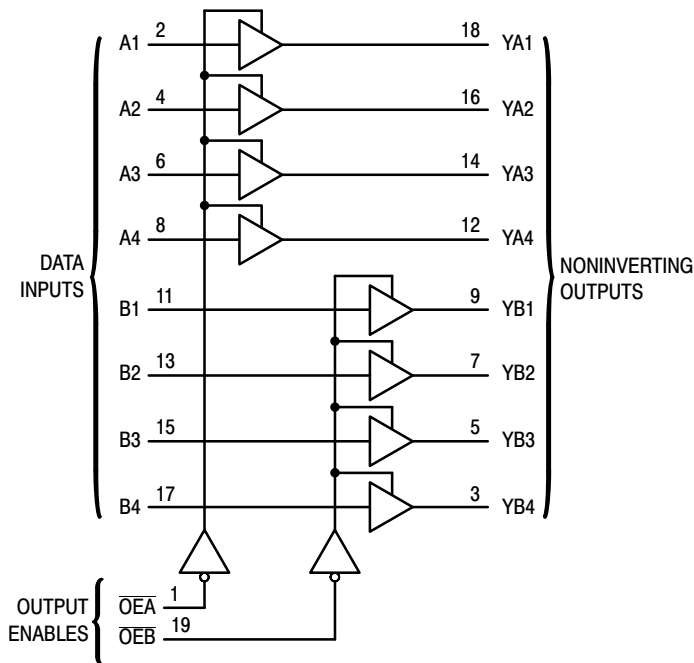 A1 2 18 YA1
A2 4 16 YA2
A3 6 14 YA3
A4 8 12 YA4
DATA
INPUTS
NONINVERTING
OUTPUTS
B1 11 9 YB1
B2 13 7 YB2
B3 15 5 YB3
B4 17 3 YB4
OUTPUT
ENABLES
O̅E̅A̅ 1
O̅E̅B̅ 19